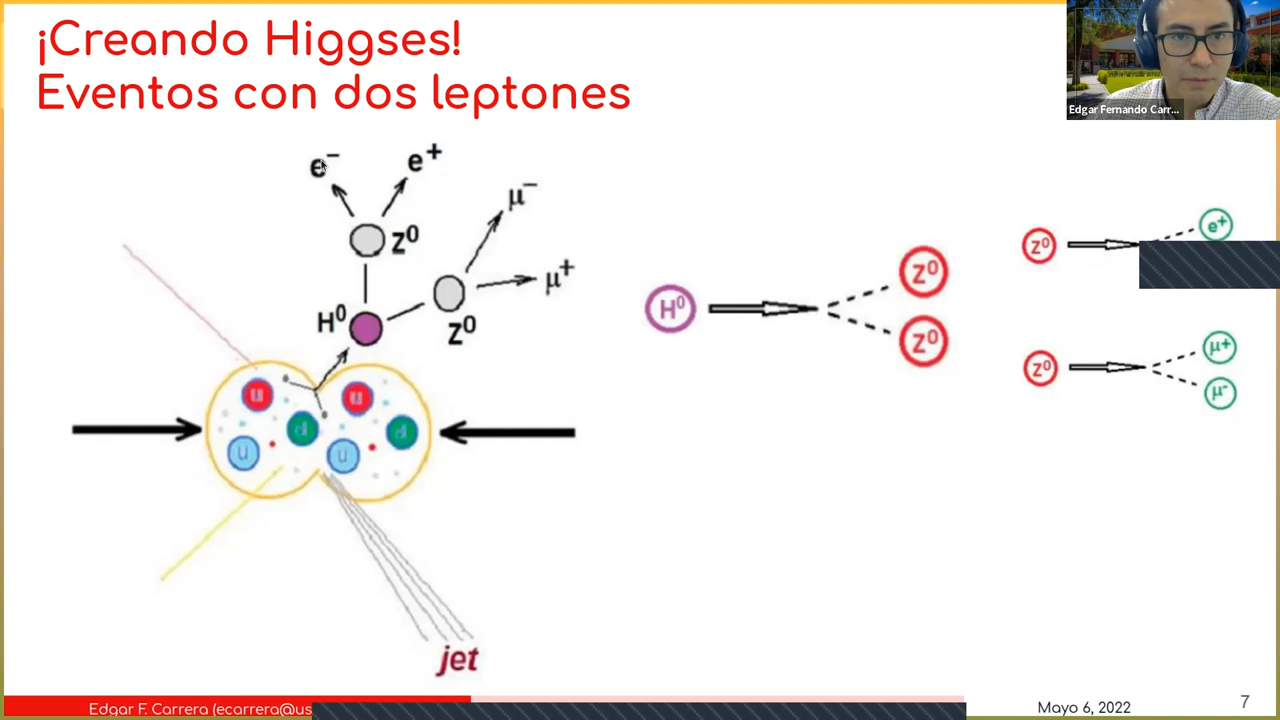 ¡Creando Higgses!
Eventos con dos leptones
Edgar Fernando Carr...
e⁻
e⁺
μ⁻
Z⁰
μ⁺
H⁰
Z⁰
u
u
d
d
u
u
jet
H⁰
Z⁰
Z⁰
Z⁰
e⁺
Z⁰
μ⁺
μ⁻
Edgar F. Carrera (ecarrera@us
Mayo 6, 2022
7